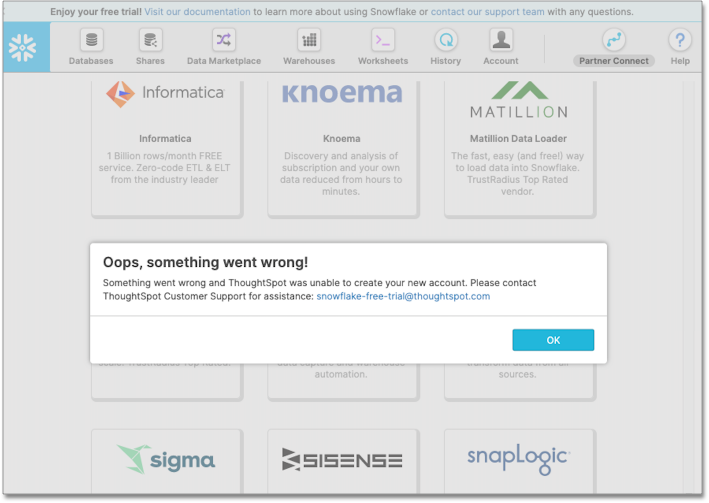 Enjoy your free trial! Visit our documentation to learn more about using Snowflake or contact our support team with any questions.
Databases Shares Data Marketplace Warehouses Worksheets History Account Partner Connect Help
Informatica knoema MATILLION
Informatica Knoema Matillion Data Loader
1 Billion rows/month FREE Discovery and analysis of The fast, easy (and free!) way
service. Zero-code ETL & ELT subscription and your own to load data into Snowflake.
from the industry leader data reduced from hours to TrustRadius Top Rated
minutes. vendor.
Oops, something went wrong!
Something went wrong and ThoughtSpot was unable to create your new account. Please contact
ThoughtSpot Customer Support for assistance: snowflake-free-trial@thoughtspot.com
OK
automation. sources.
sigma SISENSE snapLogic